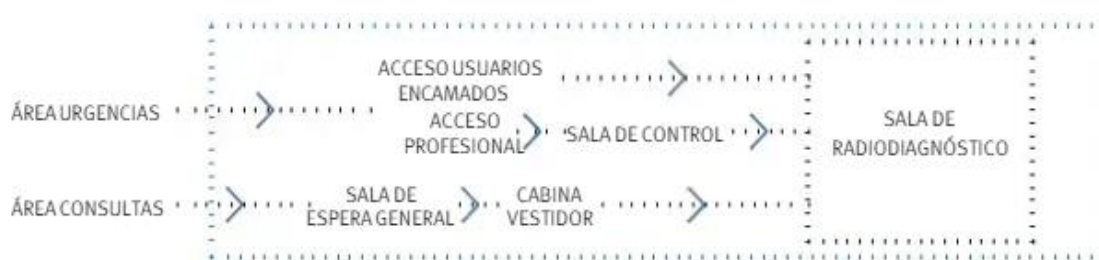 ACCESO USUARIOS
ENCAMADOS
ÁREA URGENCIAS
ACCESO
PROFESIONAL
SALA DE CONTROL
SALA DE
RADIODIAGNÓSTICO
ÁREA CONSULTAS
SALA DE
ESPERA GENERAL
CABINA
VESTIDOR